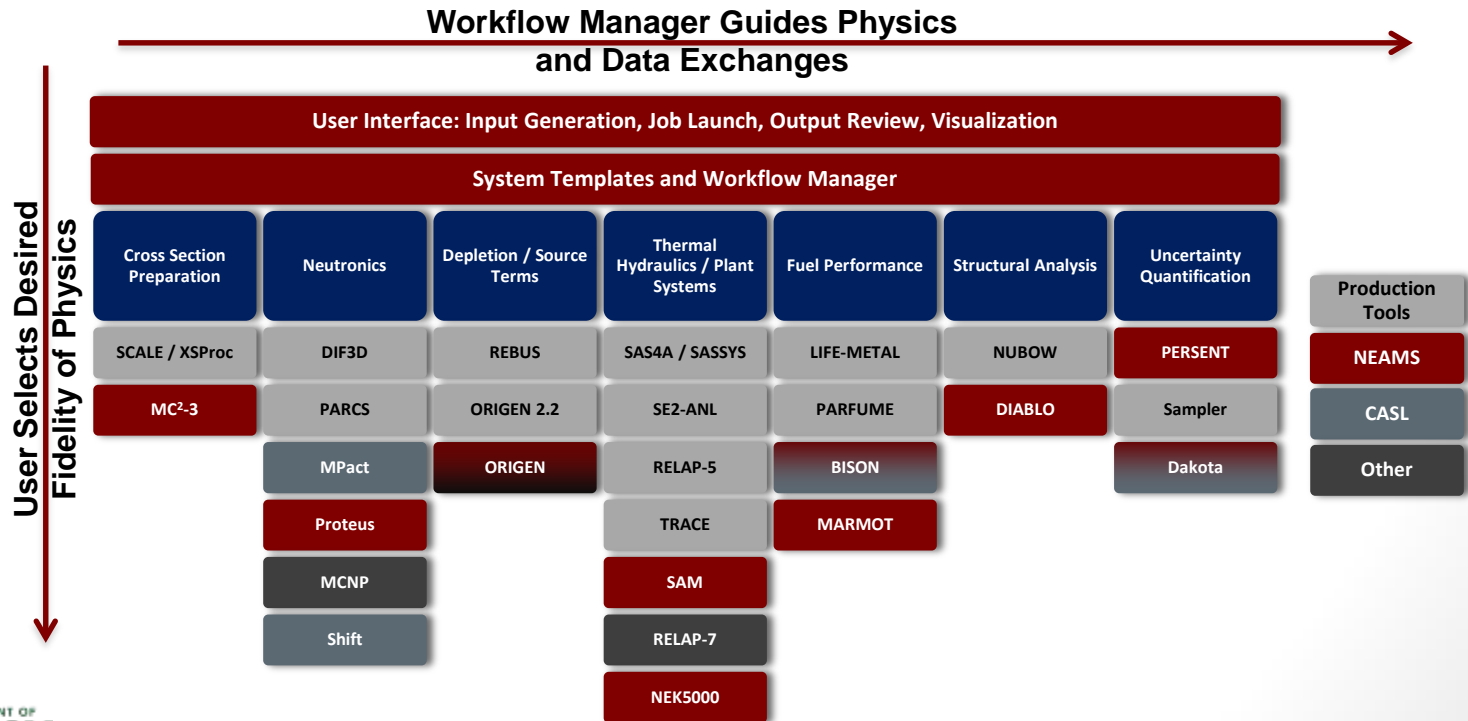 Workflow Manager Guides Physics
and Data Exchanges
User Selects Desired
Fidelity of Physics
User Interface: Input Generation, Job Launch, Output Review, Visualization
System Templates and Workflow Manager
Cross Section
Preparation
Neutronics
Depletion / Source
Terms
Thermal
Hydraulics / Plant
Systems
Fuel Performance
Structural Analysis
Uncertainty
Quantification
SCALE / XSProc
DIF3D
REBUS
SAS4A / SASSYS
LIFE-METAL
NUBOW
PERSENT
MC²-3
PARCS
ORIGEN 2.2
SE2-ANL
PARFUME
DIABLO
Sampler
MPact
ORIGEN
RELAP-5
BISON
Dakota
Proteus
TRACE
MARMOT
MCNP
SAM
Shift
RELAP-7
NEK5000
Production
Tools
NEAMS
CASL
Other
NT OF